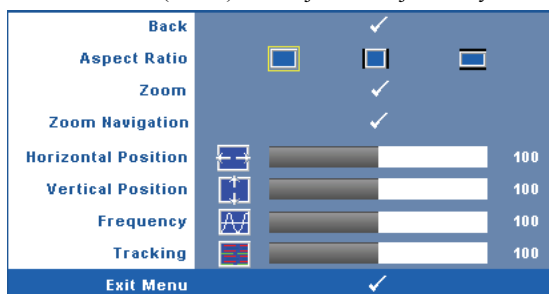 Back
Aspect Ratio
Zoom
Zoom Navigation
Horizontal Position 100
Vertical Position 100
Frequency 100
Tracking 100
Exit Menu